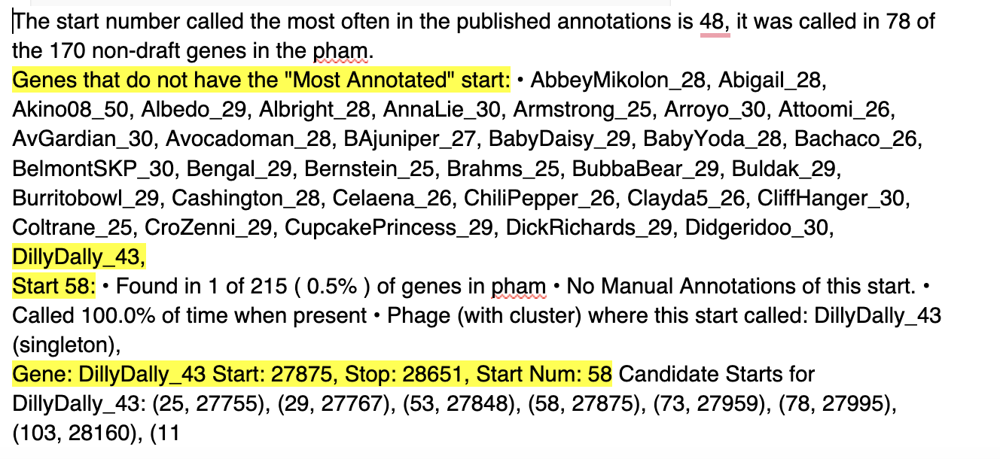 The start number called the most often in the published annotations is 48, it was called in 78 of
the 170 non-draft genes in the pham.
Genes that do not have the "Most Annotated" start: • AbbeyMikolon_28, Abigail_28,
Akino08_50, Albedo_29, Albright_28, AnnaLie_30, Armstrong_25, Arroyo_30, Attoomi_26,
AvGardian_30, Avocadoman_28, BAjuniper_27, BabyDaisy_29, BabyYoda_28, Bachaco_26,
BelmontSKP_30, Bengal_29, Bernstein_25, Brahms_25, BubbaBear_29, Buldak_29,
Burritobowl_29, Cashington_28, Celaena_26, ChiliPepper_26, Clayda5_26, CliffHanger_30,
Coltrane_25, CroZenni_29, CupcakePrincess_29, DickRichards_29, Didgeridoo_30,
DillyDally_43,
Start 58: • Found in 1 of 215 ( 0.5% ) of genes in pham • No Manual Annotations of this start. •
Called 100.0% of time when present • Phage (with cluster) where this start called: DillyDally_43
(singleton),
Gene: DillyDally_43 Start: 27875, Stop: 28651, Start Num: 58 Candidate Starts for
DillyDally_43: (25, 27755), (29, 27767), (53, 27848), (58, 27875), (73, 27959), (78, 27995),
(103, 28160), (11